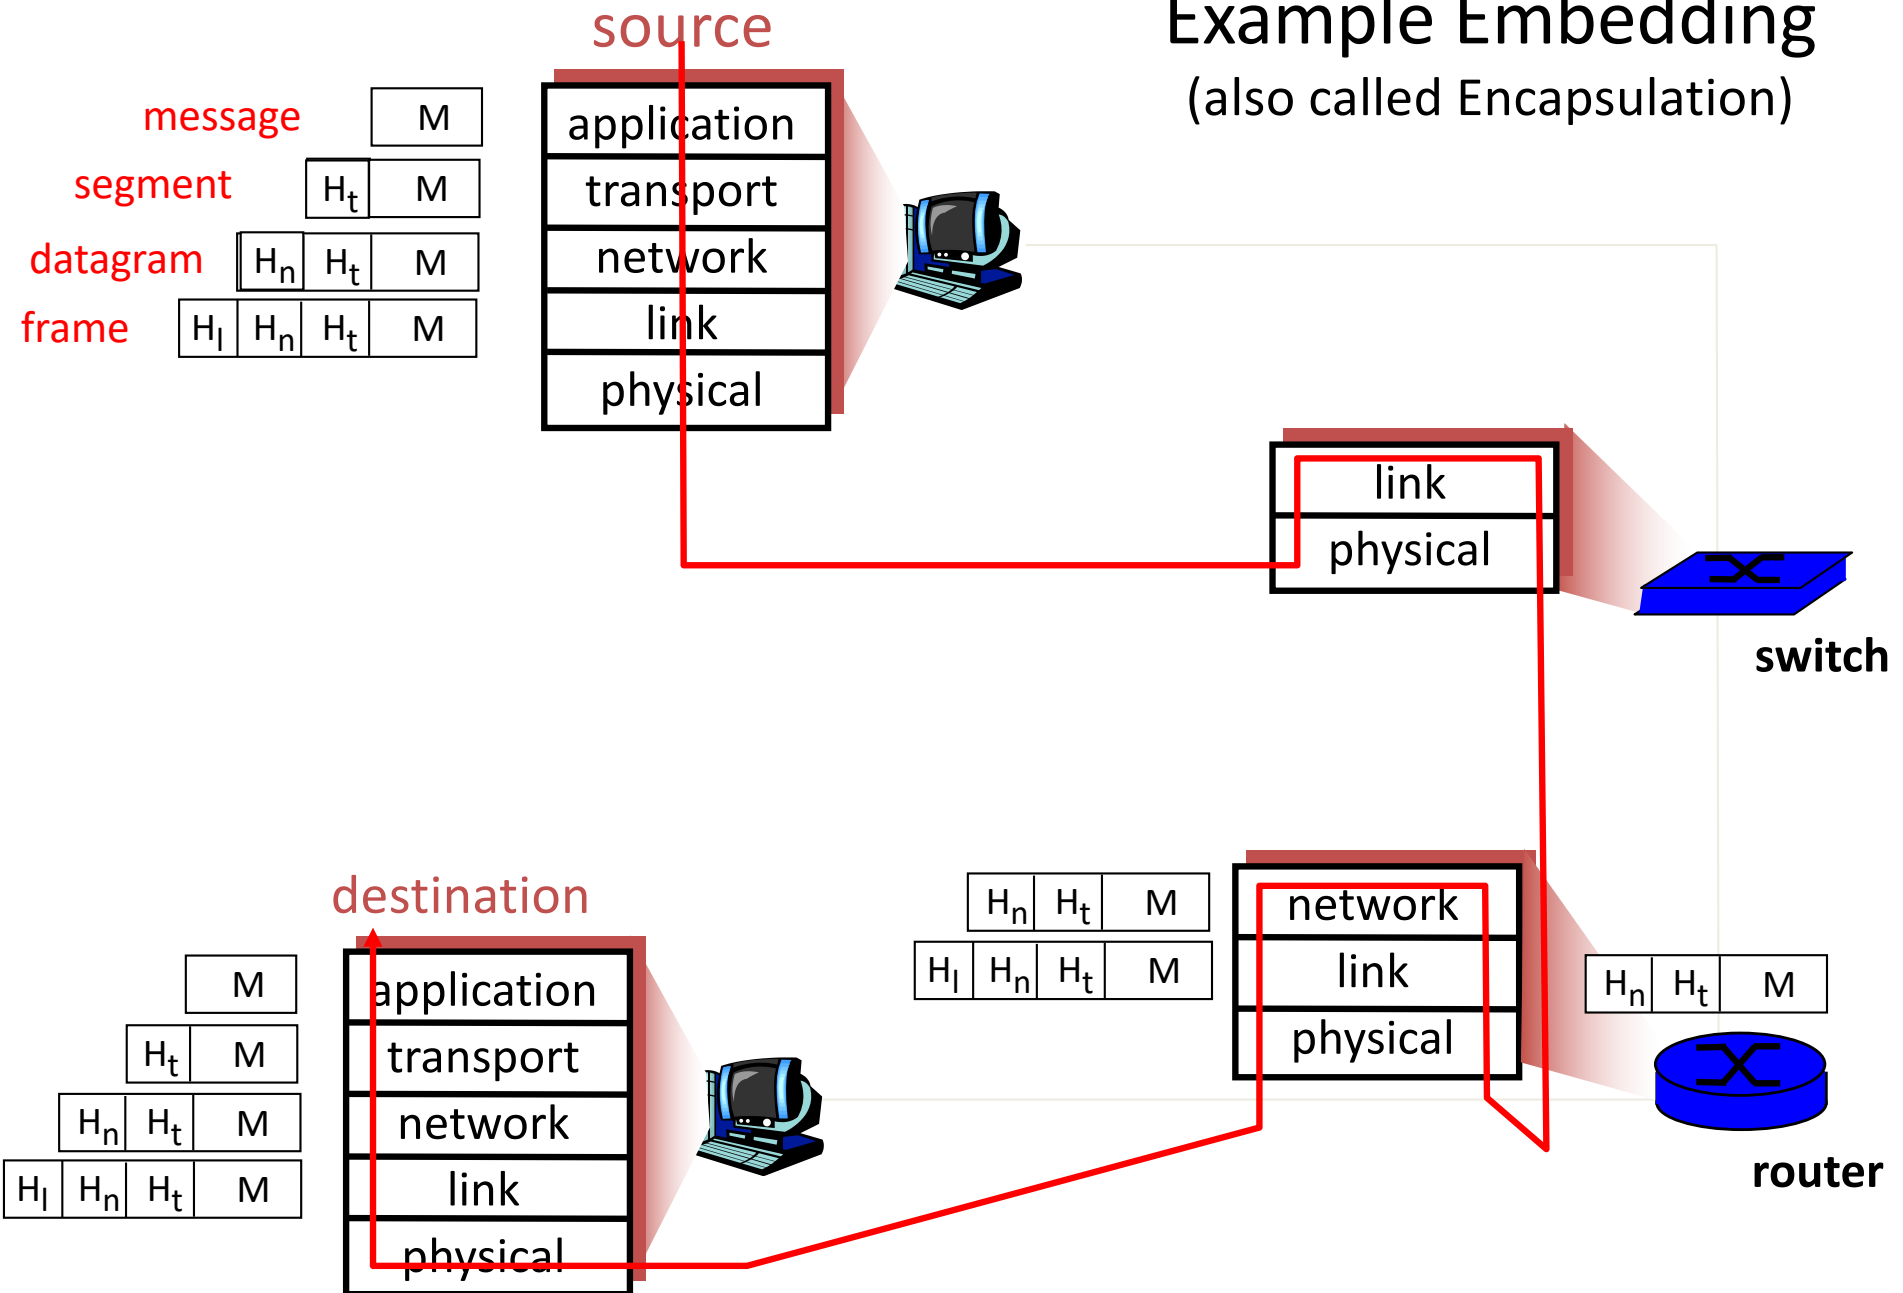 Example Embedding
(also called Encapsulation)
source
message M
segment Ht M
datagram Hn Ht M
frame Hl Hn Ht M
application
transport
network
link
physical
link
physical
switch
destination
M
Ht M
Hn Ht M
Hl Hn Ht M
application
transport
network
link
physical
Hn Ht M
Hl Hn Ht M
network
link
physical
Hn Ht M
router